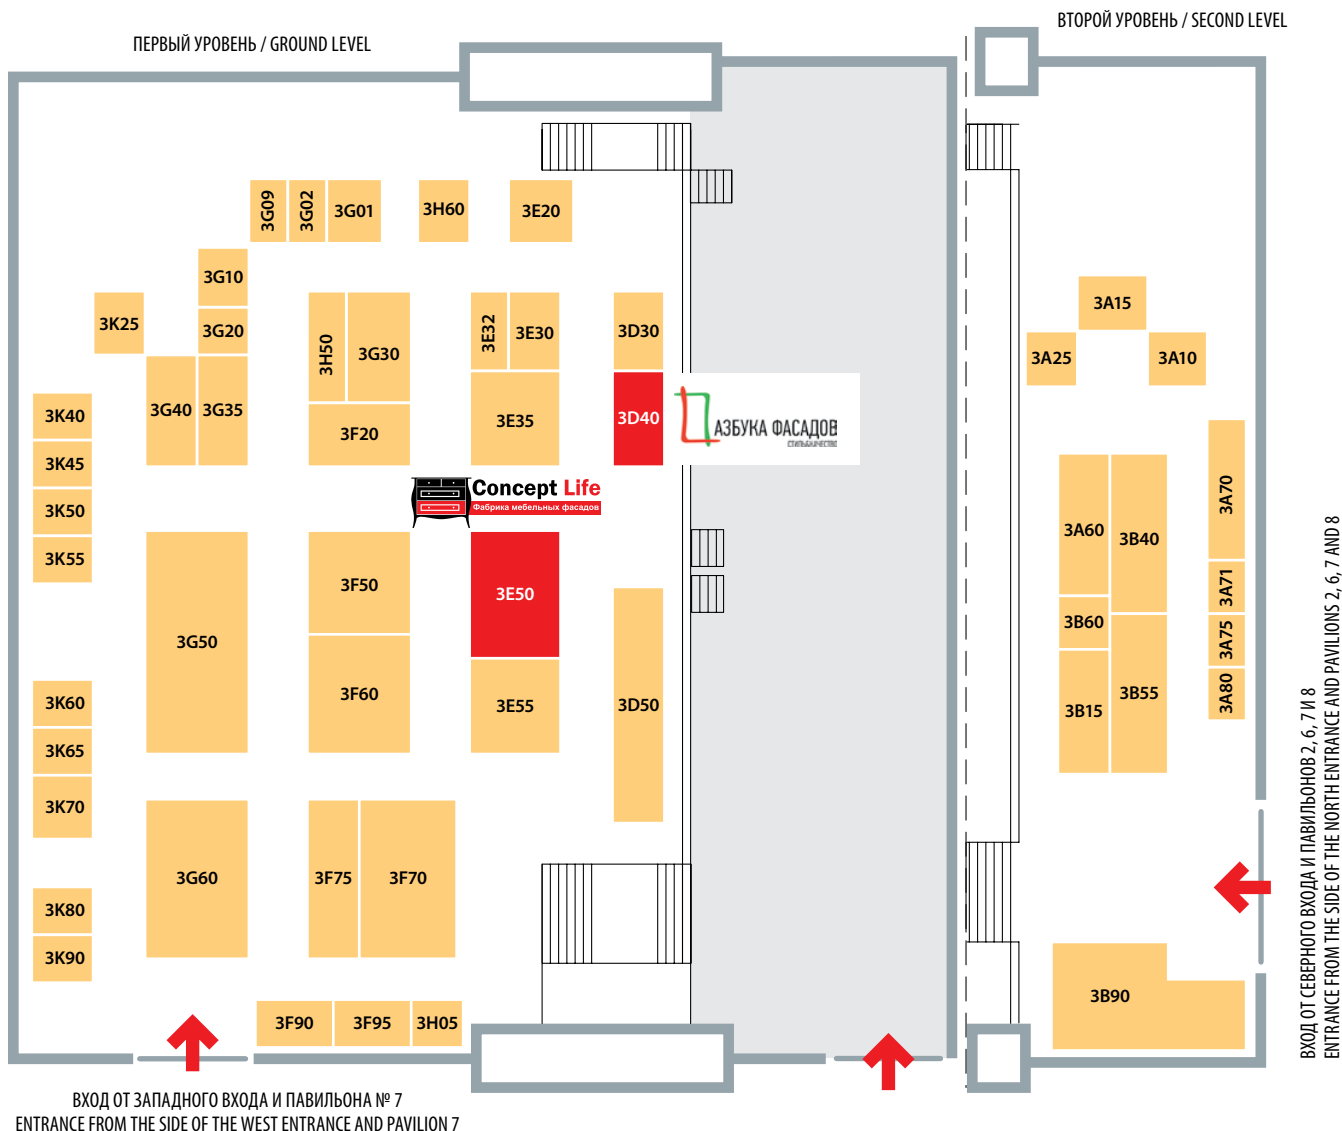 ПЕРВЫЙ УРОВЕНЬ / GROUND LEVEL
ВТОРОЙ УРОВЕНЬ / SECOND LEVEL
3G09
3G02
3G01
3H60
3E20
3G10
3K25
3G20
3H50
3G30
3E32
3E30
3D30
3A15
3A25
3A10
3K40
3G40
3G35
3F20
3E35
3D40
АЗБУКА ФАСАДОВ
3K45
3K50
3K55
Concept Life
Фабрика мебельных фасадов
3A70
3A60
3B40
3F50
3E50
3G50
3A71
3B60
3A75
3F60
3E55
3D50
3B15
3B55
3A80
3K60
3K65
3K70
3G60
3F75
3F70
3K80
3K90
3B90
3F90
3F95
3H05
ВХОД ОТ ЗАПАДНОГО ВХОДА И ПАВИЛЬОНА № 7
ENTRANCE FROM THE SIDE OF THE WEST ENTRANCE AND PAVILION 7
ВХОД ОТ СЕВЕРНОГО ВХОДА И ПАВИЛЬОНОВ 2, 6, 7 И 8
ENTRANCE FROM THE SIDE OF THE NORTH ENTRANCE AND PAVILIONS 2, 6, 7 AND 8